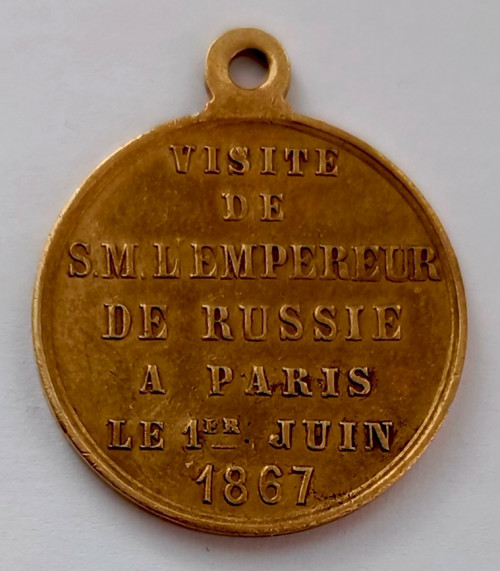 VISITE
DE
S.M. L EMPEREUR
DE RUSSIE
A PARIS
LE 1ER. JUIN
1867